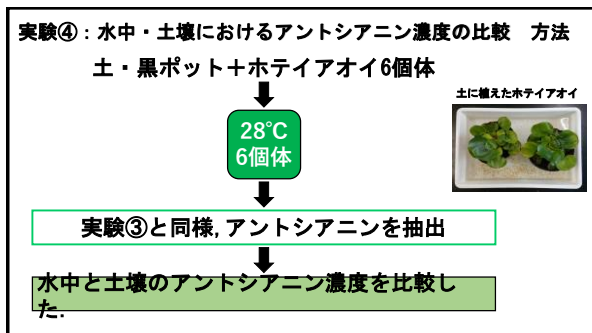 実験④:水中・土壌におけるアントシアニン濃度の比較　方法
土・黒ポット+ホテイアオイ6個体
土に植えたホテイアオイ
28℃
6個体
実験③と同様,アントシアニンを抽出
水中と土壌のアントシアニン濃度を比較し
た.